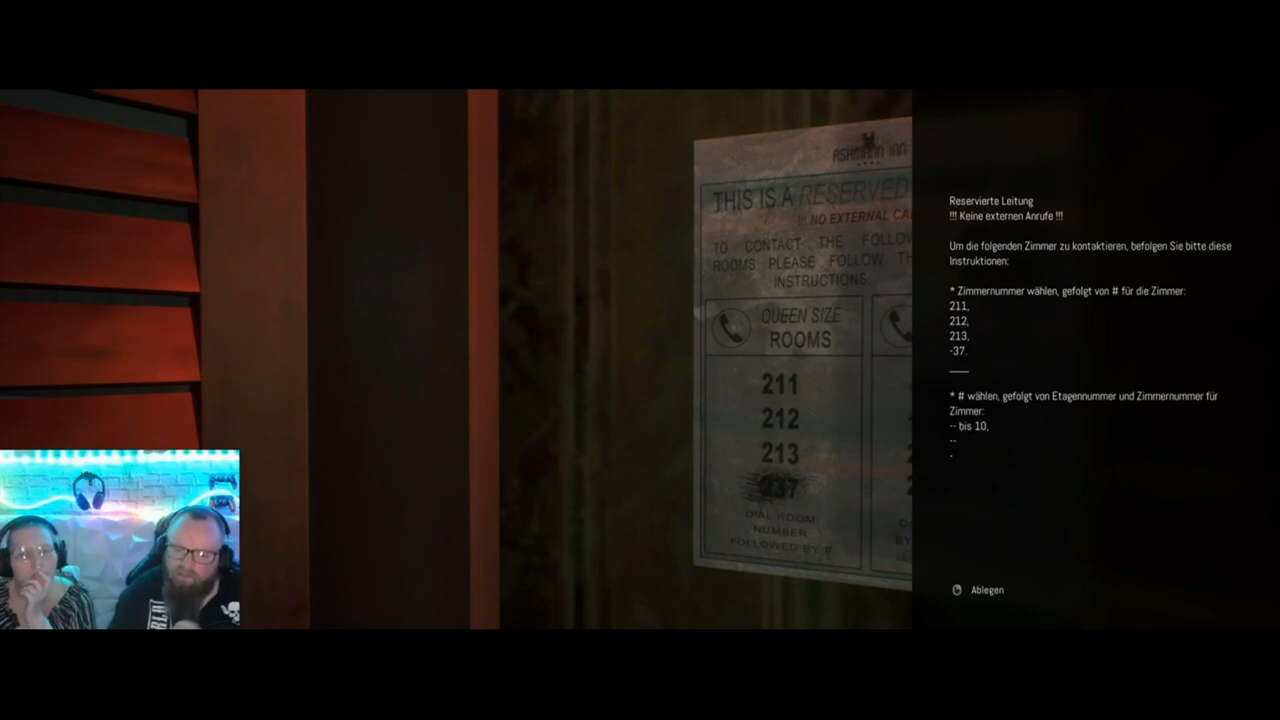 ASHMANN INN
THIS IS A RESERVED
!!! NO EXTERNAL CA
TO CONTACT THE FOLLOW
ROOMS PLEASE FOLLOW TH
INSTRUCTIONS.
QUEEN SIZE
ROOMS
211
212
213
237
DIAL ROOM
NUMBER
FOLLOWED BY #
Reservierte Leitung
!!! Keine externen Anrufe !!!
Um die folgenden Zimmer zu kontaktieren, befolgen Sie bitte diese
Instruktionen:
* Zimmernummer wählen, gefolgt von # für die Zimmer:
211,
212,
213,
-37.
* # wählen, gefolgt von Etagennummer und Zimmernummer für
Zimmer:
-- bis 10,
--
-
Ablegen